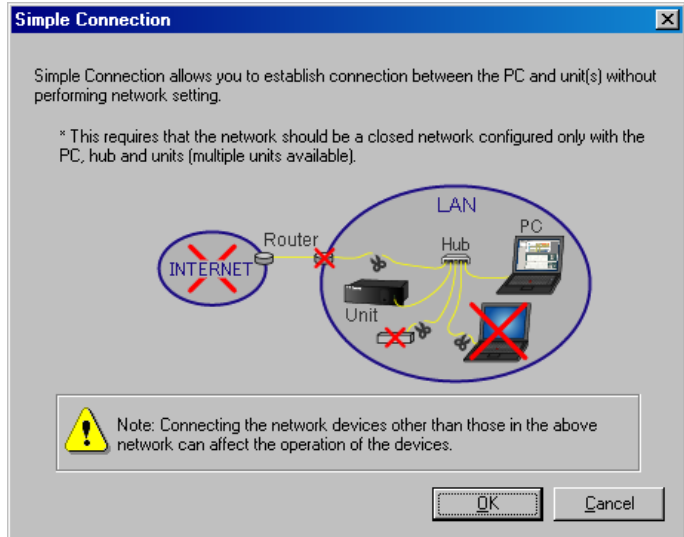 Simple Connection
Simple Connection allows you to establish connection between the PC and unit(s) without
performing network setting.
* This requires that the network should be a closed network configured only with the
PC, hub and units (multiple units available).
LAN
PC
Router
Hub
INTERNET
Unit
Note: Connecting the network devices other than those in the above
network can affect the operation of the devices.
OK
Cancel